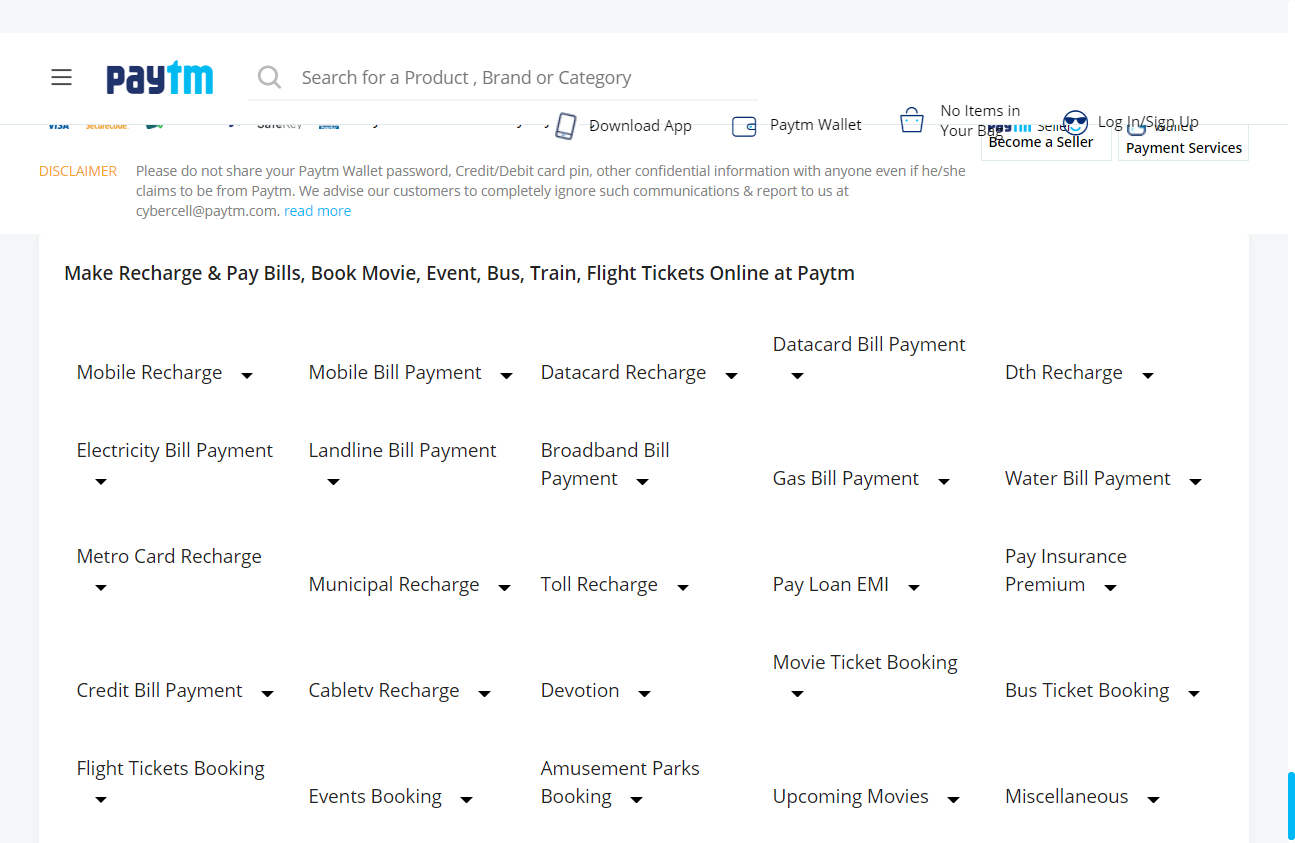 paytm
Search for a Product , Brand or Category
Download App
Paytm Wallet
No Items in
Your Bag
Log In/Sign Up
VISA
SecureCode.
SafeKey
Seller
Become a Seller
Wallet
Payment Services
DISCLAIMER
Please do not share your Paytm Wallet password, Credit/Debit card pin, other confidential information with anyone even if he/she
claims to be from Paytm. We advise our customers to completely ignore such communications & report to us at
cybercell@paytm.com. read more
Make Recharge & Pay Bills, Book Movie, Event, Bus, Train, Flight Tickets Online at Paytm
Mobile Recharge
Mobile Bill Payment
Datacard Recharge
Datacard Bill Payment
Dth Recharge
Electricity Bill Payment
Landline Bill Payment
Broadband Bill
Payment
Gas Bill Payment
Water Bill Payment
Metro Card Recharge
Municipal Recharge
Toll Recharge
Pay Loan EMI
Pay Insurance
Premium
Credit Bill Payment
Cabletv Recharge
Devotion
Movie Ticket Booking
Bus Ticket Booking
Flight Tickets Booking
Events Booking
Amusement Parks
Booking
Upcoming Movies
Miscellaneous